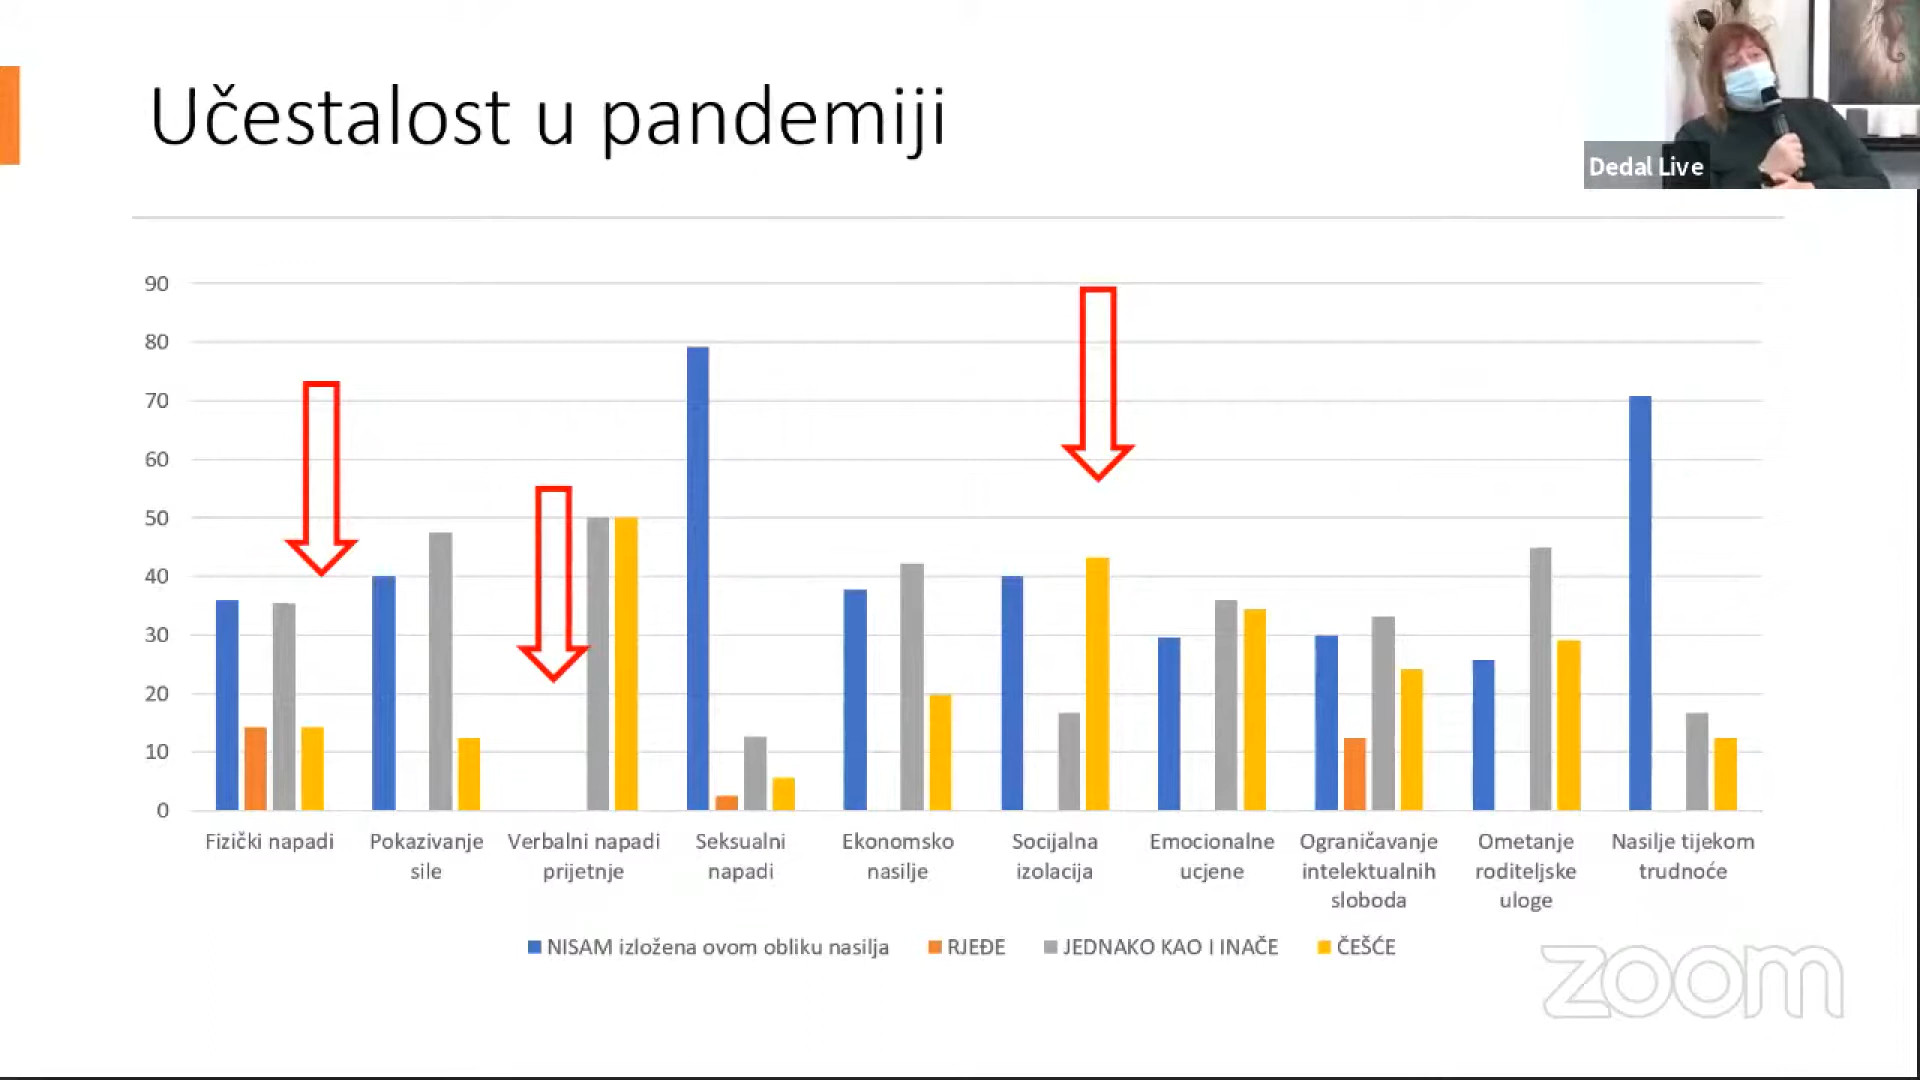 Učestalost u pandemiji
Dedal Live
90
80
70
60
50
40
30
20
10
0
Fizički napadi
Pokazivanje
sile
Verbalni napadi
prijetnje
Seksualni
napadi
Ekonomsko
nasilje
Socijalna
izolacija
Emocionalne
ucjene
Ograničavanje
intelektualnih
sloboda
Ometanje
roditeljske
uloge
Nasilje tijekom
trudnoće
NISAM izložena ovom obliku nasilja
RJEĐE
JEDNAKO KAO I INAČE
ČEŠĆE
zoom